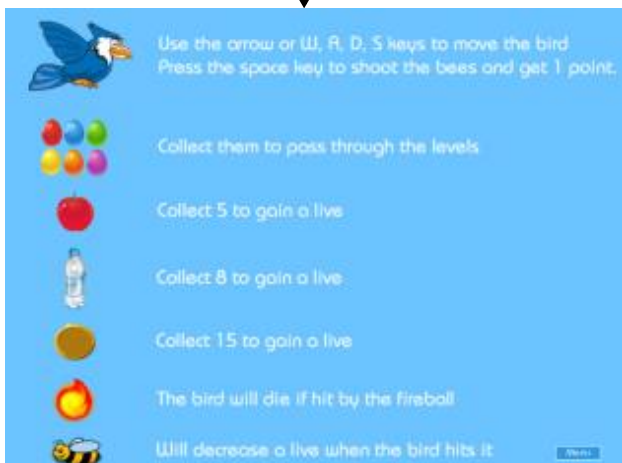 Use the arrow or W, A, D, S keys to move the bird
Press the space key to shoot the bees and get 1 point.
Collect them to pass through the levels
Collect 5 to gain a live
Collect 8 to gain a live
Collect 15 to gain a live
The bird will die if hit by the fireball
Will decrease a live when the bird hits it
Menu